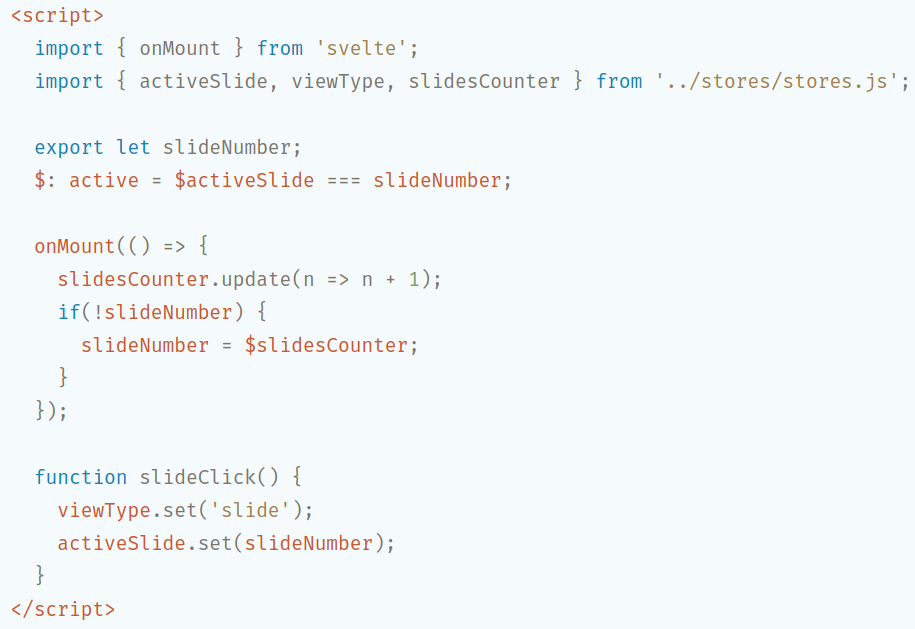 <script>
  import { onMount } from 'svelte';
  import { activeSlide, viewType, slidesCounter } from '../stores/stores.js';

  export let slideNumber;
  $: active = $activeSlide === slideNumber;

  onMount(() => {
    slidesCounter.update(n => n + 1);
    if(!slideNumber) {
      slideNumber = $slidesCounter;
    }
  });

  function slideClick() {
    viewType.set('slide');
    activeSlide.set(slideNumber);
  }
</script>